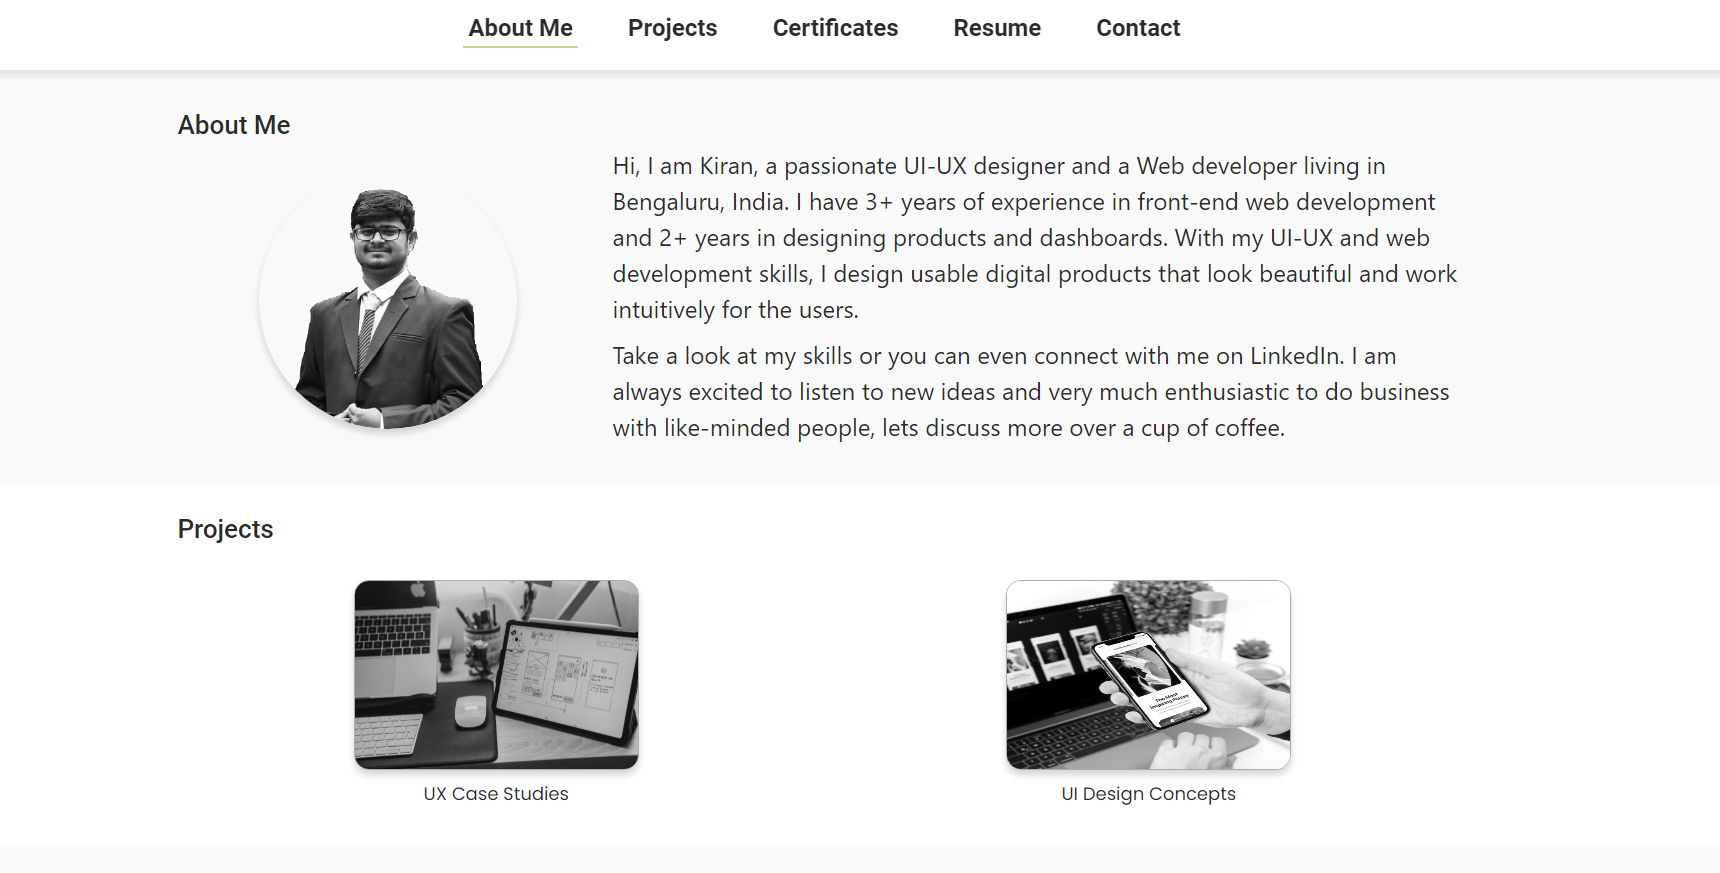 About Me Projects Certificates Resume Contact
About Me
Hi, I am Kiran, a passionate UI-UX designer and a Web developer living in
Bengaluru, India. I have 3+ years of experience in front-end web development
and 2+ years in designing products and dashboards. With my UI-UX and web
development skills, I design usable digital products that look beautiful and work
intuitively for the users.
Take a look at my skills or you can even connect with me on LinkedIn. I am
always excited to listen to new ideas and very much enthusiastic to do business
with like-minded people, lets discuss more over a cup of coffee.
Projects
The Most
Inspiring Places
UX Case Studies
UI Design Concepts